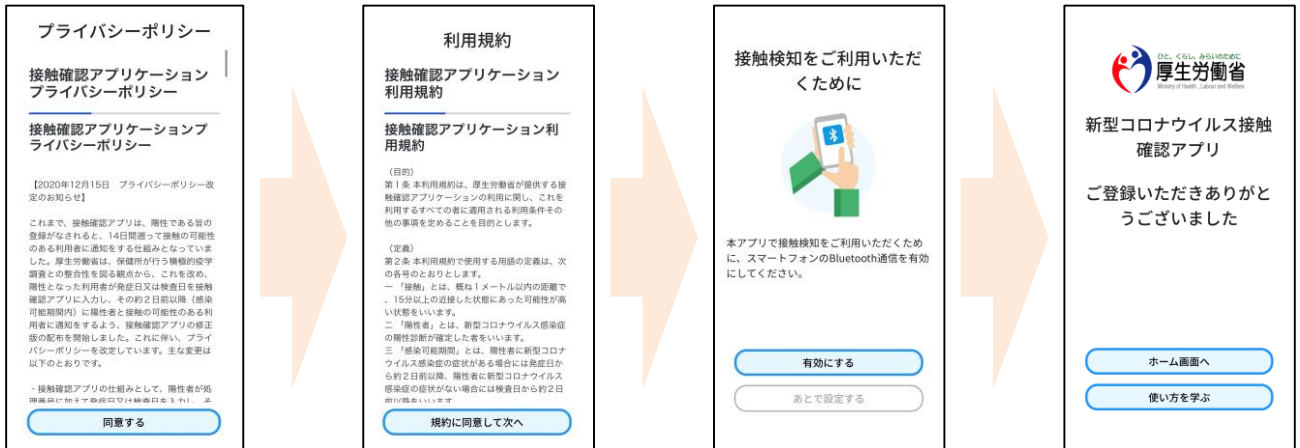 プライバシーポリシー
接触確認アプリケーション
プライバシーポリシー
接触確認アプリケーションプ
ライバシーポリシー
【2020年12月15日　プライバシーポリシー改
定のお知らせ】
これまで、接触確認アプリは、陽性である旨の
登録がなされると、14日間遡って接触の可能性
のある利用者に通知をする仕組みとなっていま
した。厚生労働省は、保健所が行う積極的疫学
調査との整合性を図る観点から、これを改め、
陽性となった利用者が発症日又は検査日を接触
確認アプリに入力し、その約２日前以降（感染
可能期間内）に陽性者と接触の可能性のある利
用者に通知をするよう、接触確認アプリの修正
版の配布を開始しました。これに伴い、プライ
バシーポリシーを改定しています。主な変更は
以下のとおりです。
・接触確認アプリの仕組みとして、陽性者が処
理番号に加えて発症日又は検査日を入力し、そ
同意する
利用規約
接触確認アプリケーション
利用規約
接触確認アプリケーション利
用規約
（目的）
第１条 本利用規約は、厚生労働省が提供する接
触確認アプリケーションの利用に関し、これを
利用するすべての者に適用される利用条件その
他の事項を定めることを目的とします。
（定義）
第２条 本利用規約で使用する用語の定義は、次
の各号のとおりとします。
一 「接触」とは、概ね１メートル以内の距離で
、15分以上の近接した状態にあった可能性が高
い状態をいいます。
二 「陽性者」とは、新型コロナウイルス感染症
の陽性診断が確定した者をいいます。
三 「感染可能期間」とは、陽性者に新型コロナ
ウイルス感染症の症状がある場合には発症日か
ら約２日前以降、陽性者に新型コロナウイルス
感染症の症状がない場合には検査日から約２日
前以降をいいます
規約に同意して次へ
接触検知をご利用いただ
くために
本アプリで接触検知をご利用いただくため
に、スマートフォンのBluetooth通信を有効
にしてください。
有効にする
あとで設定する
ひと、くらし、みらいのために
厚生労働省
Ministry of Health, Labour and Welfare
新型コロナウイルス接触
確認アプリ
ご登録いただきありがと
うございました
ホーム画面へ
使い方を学ぶ